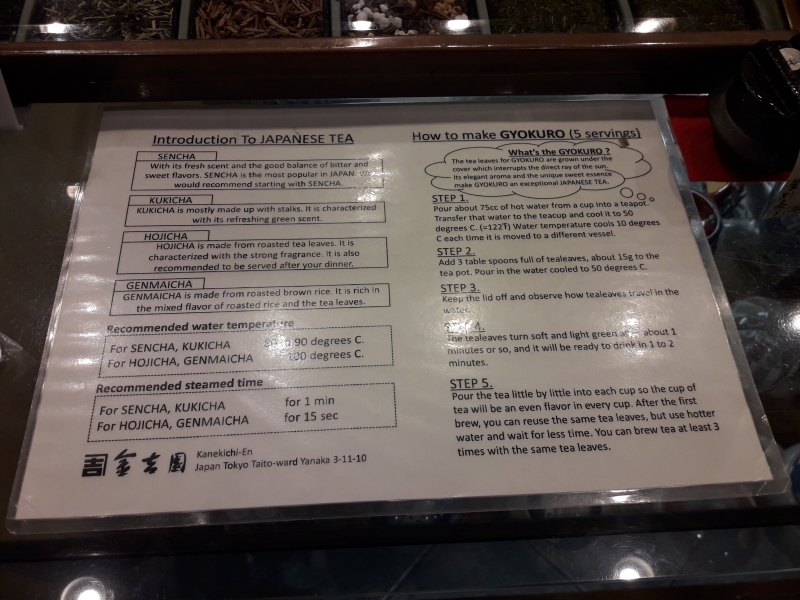 Introduction To JAPANESE TEA
SENCHA
With its fresh scent and the good balance of bitter and
sweet flavors. SENCHA is the most popular in JAPAN. We
would recommend starting with SENCHA.
KUKICHA
KUKICHA is mostly made up with stalks. It is characterized
with its refreshing green scent.
HOJICHA
HOJICHA is made from roasted tea leaves. It is
characterized with the strong fragrance. It is also
recommended to be served after your dinner.
GENMAICHA
GENMAICHA is made from roasted brown rice. It is rich in
the mixed flavor of roasted rice and the tea leaves.
Recommended water temperature
For SENCHA, KUKICHA 90 degrees C.
For HOJICHA, GENMAICHA 100 degrees C.
Recommended steamed time
For SENCHA, KUKICHA for 1 min
For HOJICHA, GENMAICHA for 15 sec
Kanekichi-En
Japan Tokyo Taito-ward Yanaka 3-11-10
How to make GYOKURO (5 servings)
What's the GYOKURO ?
The tea leaves for GYOKURO are grown under the
cover which interrupts the direct ray of the sun.
Its elegant aroma and the unique sweet essence
make GYOKURO an exceptional JAPANESE TEA.
STEP 1.
Pour about 75cc of hot water from a cup into a teapot.
Transfer that water to the teacup and cool it to 50
degrees C. (=122℉) Water temperature cools 10 degrees
C each time it is moved to a different vessel.
STEP 2.
Add 3 table spoons full of tealeaves, about 15g to the
tea pot. Pour in the water cooled to 50 degrees C.
STEP 3.
Keep the lid off and observe how tealeaves travel in the
water.
STEP 4.
The tealeaves turn soft and light green after about 1
minutes or so, and it will be ready to drink in 1 to 2
minutes.
STEP 5.
Pour the tea little by little into each cup so the cup of
tea will be an even flavor in every cup. After the first
brew, you can reuse the same tea leaves, but use hotter
water and wait for less time. You can brew tea at least 3
times with the same tea leaves.